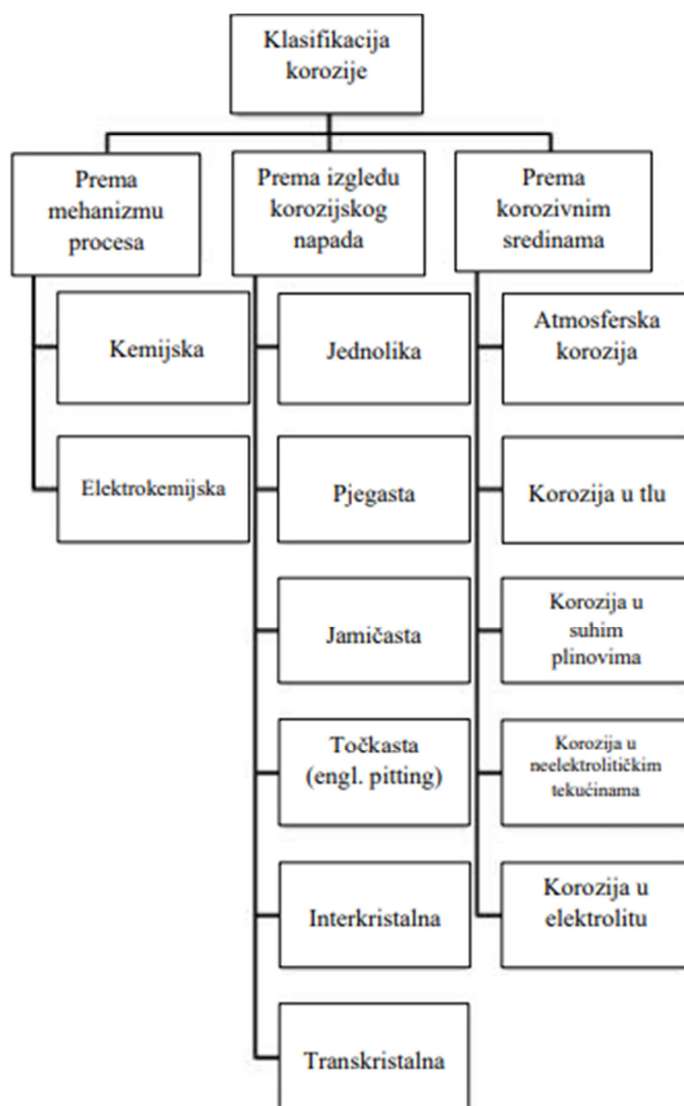 Klasifikacija
korozije
Prema
mehanizmu
procesa
Kemijska
Elektrokemijska
Prema izgledu
korozijskog
napada
Jednolika
Pjegasta
Jamičasta
Točkasta
(engl. pitting)
Interkristalna
Transkristalna
Prema
korozivnim
sredinama
Atmosferska
korozija
Korozija u tlu
Korozija u
suhim
plinovima
Korozija u
neelektrolitičkim
tekućinama
Korozija u
elektrolitu